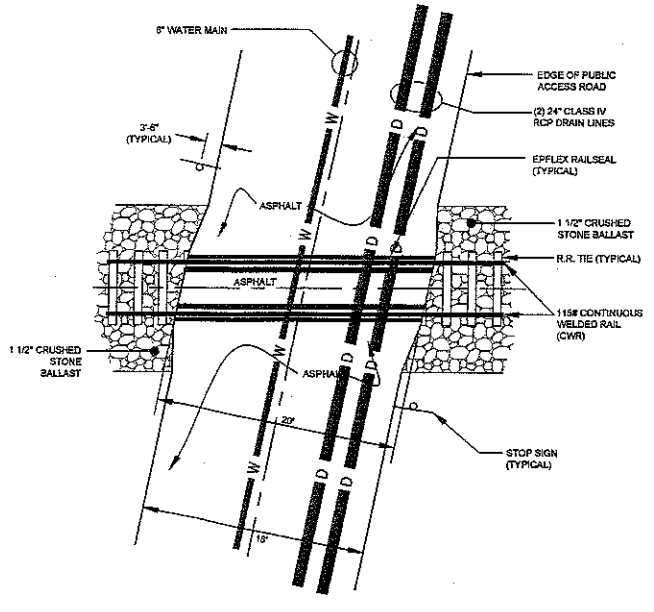 6" WATER MAIN
EDGE OF PUBLIC
ACCESS ROAD
3'-6"
(TYPICAL)
(2) 24" CLASS IV
RCP DRAIN LINES
W
D
D
EPFLEX RAILSEAL
(TYPICAL)
ASPHALT
1 1/2" CRUSHED
STONE BALLAST
W
D
D
R.R. TIE (TYPICAL)
ASPHALT
115# CONTINUOUS
WELDED RAIL
(CWR)
1 1/2" CRUSHED
STONE
BALLAST
W
D
D
ASPHALT
20'
STOP SIGN
(TYPICAL)
W
D
D
18'